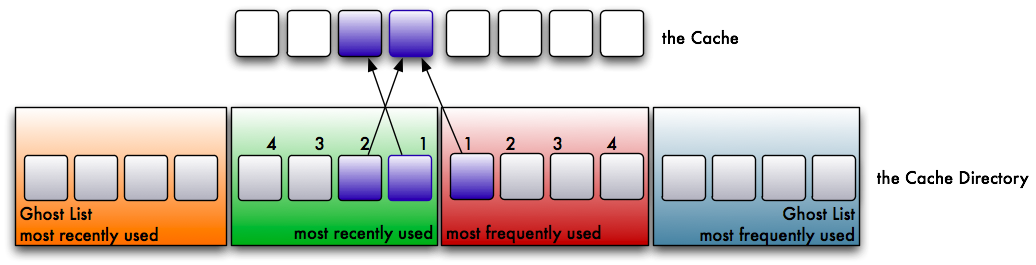 the Cache
4 3 2 1 1 2 3 4
the Cache Directory
Ghost List
most recently used
most recently used
most frequently used
Ghost List
most frequently used